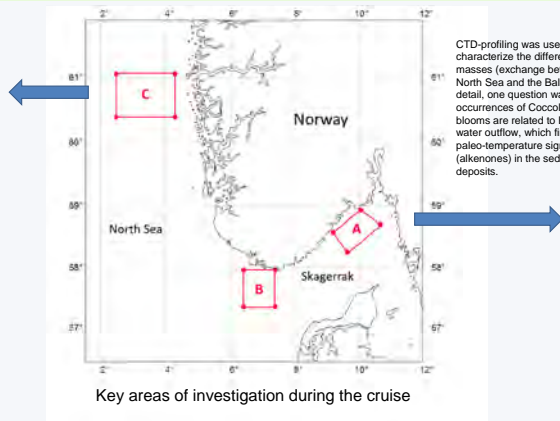 2° 4° 6° 8° 10° 12°
61° 61°
C
Norway
60° 60°
59° 59°
North Sea
A
58° 58°
Skagerrak
B
57° 57°
2° 4° 6° 8° 10° 12°
Key areas of investigation during the cruise
CTD-profiling was use
characterize the differe
masses (exchange be
North Sea and the Bal
detail, one question wa
occurrences of Coccol
blooms are related to
water outflow, which fi
paleo-temperature sig
(alkenones) in the sed
deposits.